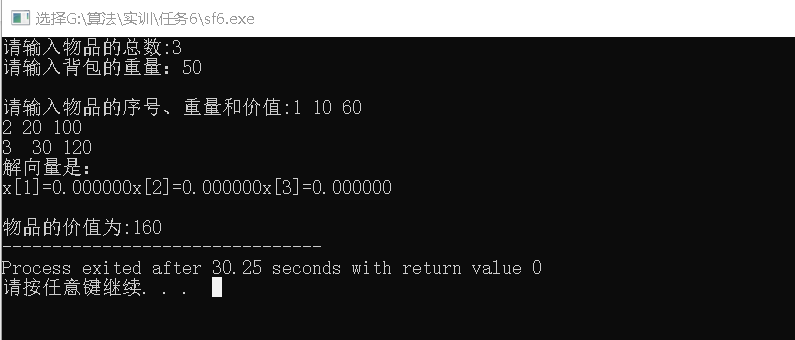 选择G:\算法\实训\任务6\sf6.exe
请输入物品的总数:3
请输入背包的重量：50
请输入物品的序号、重量和价值:1 10 60
2 20 100
3  30 120
解向量是：
x[1]=0.000000x[2]=0.000000x[3]=0.000000
物品的价值为:160
--------------------------------
Process exited after 30.25 seconds with return value 0
请按任意键继续. . .